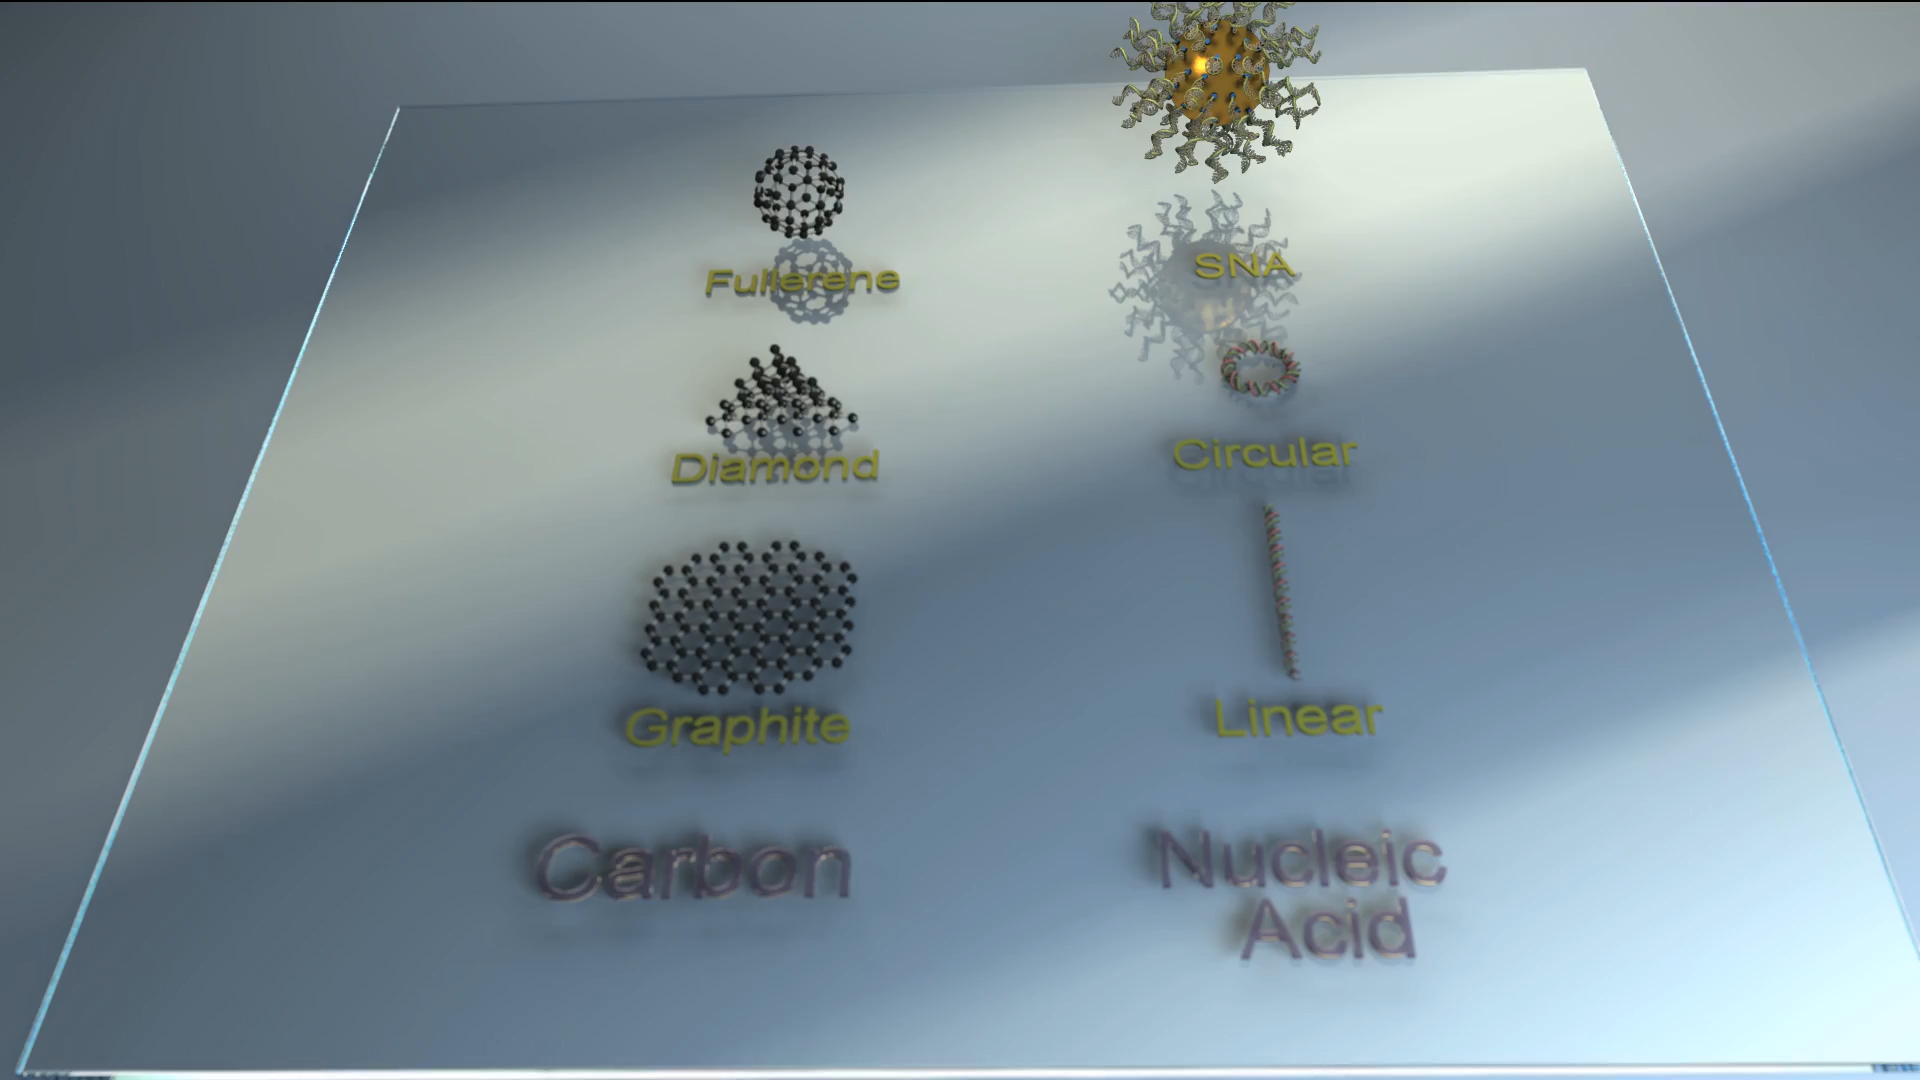 Fullerene
SNA
Diamond
Circular
Graphite
Linear
Carbon
Nucleic
Acid